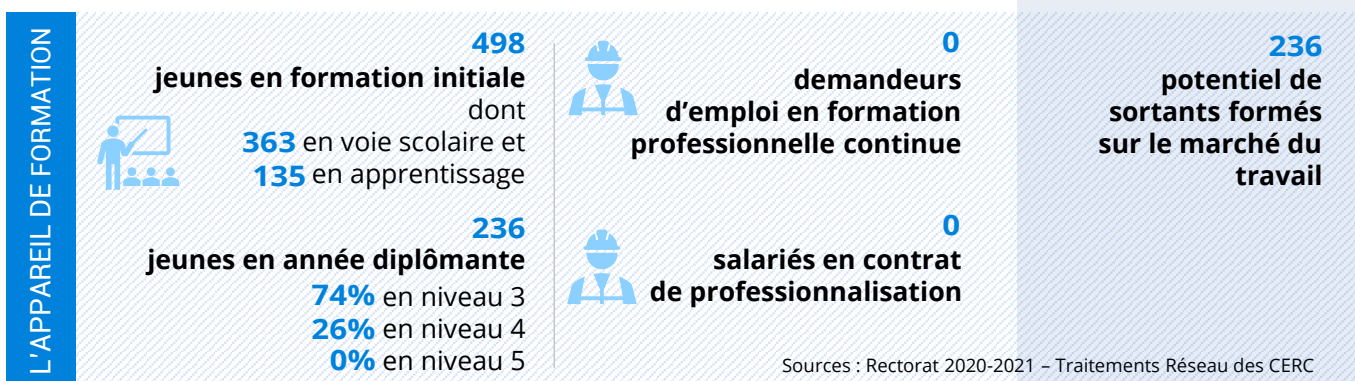 L'APPAREIL DE FORMATION
498
jeunes en formation initiale
dont
363 en voie scolaire et
135 en apprentissage
236
jeunes en année diplômante
74% en niveau 3
26% en niveau 4
0% en niveau 5
0
demandeurs
d’emploi en formation
professionnelle continue
0
salariés en contrat
de professionnalisation
236
potentiel de
sortants formés
sur le marché du
travail
Sources : Rectorat 2020-2021 – Traitements Réseau des CERC